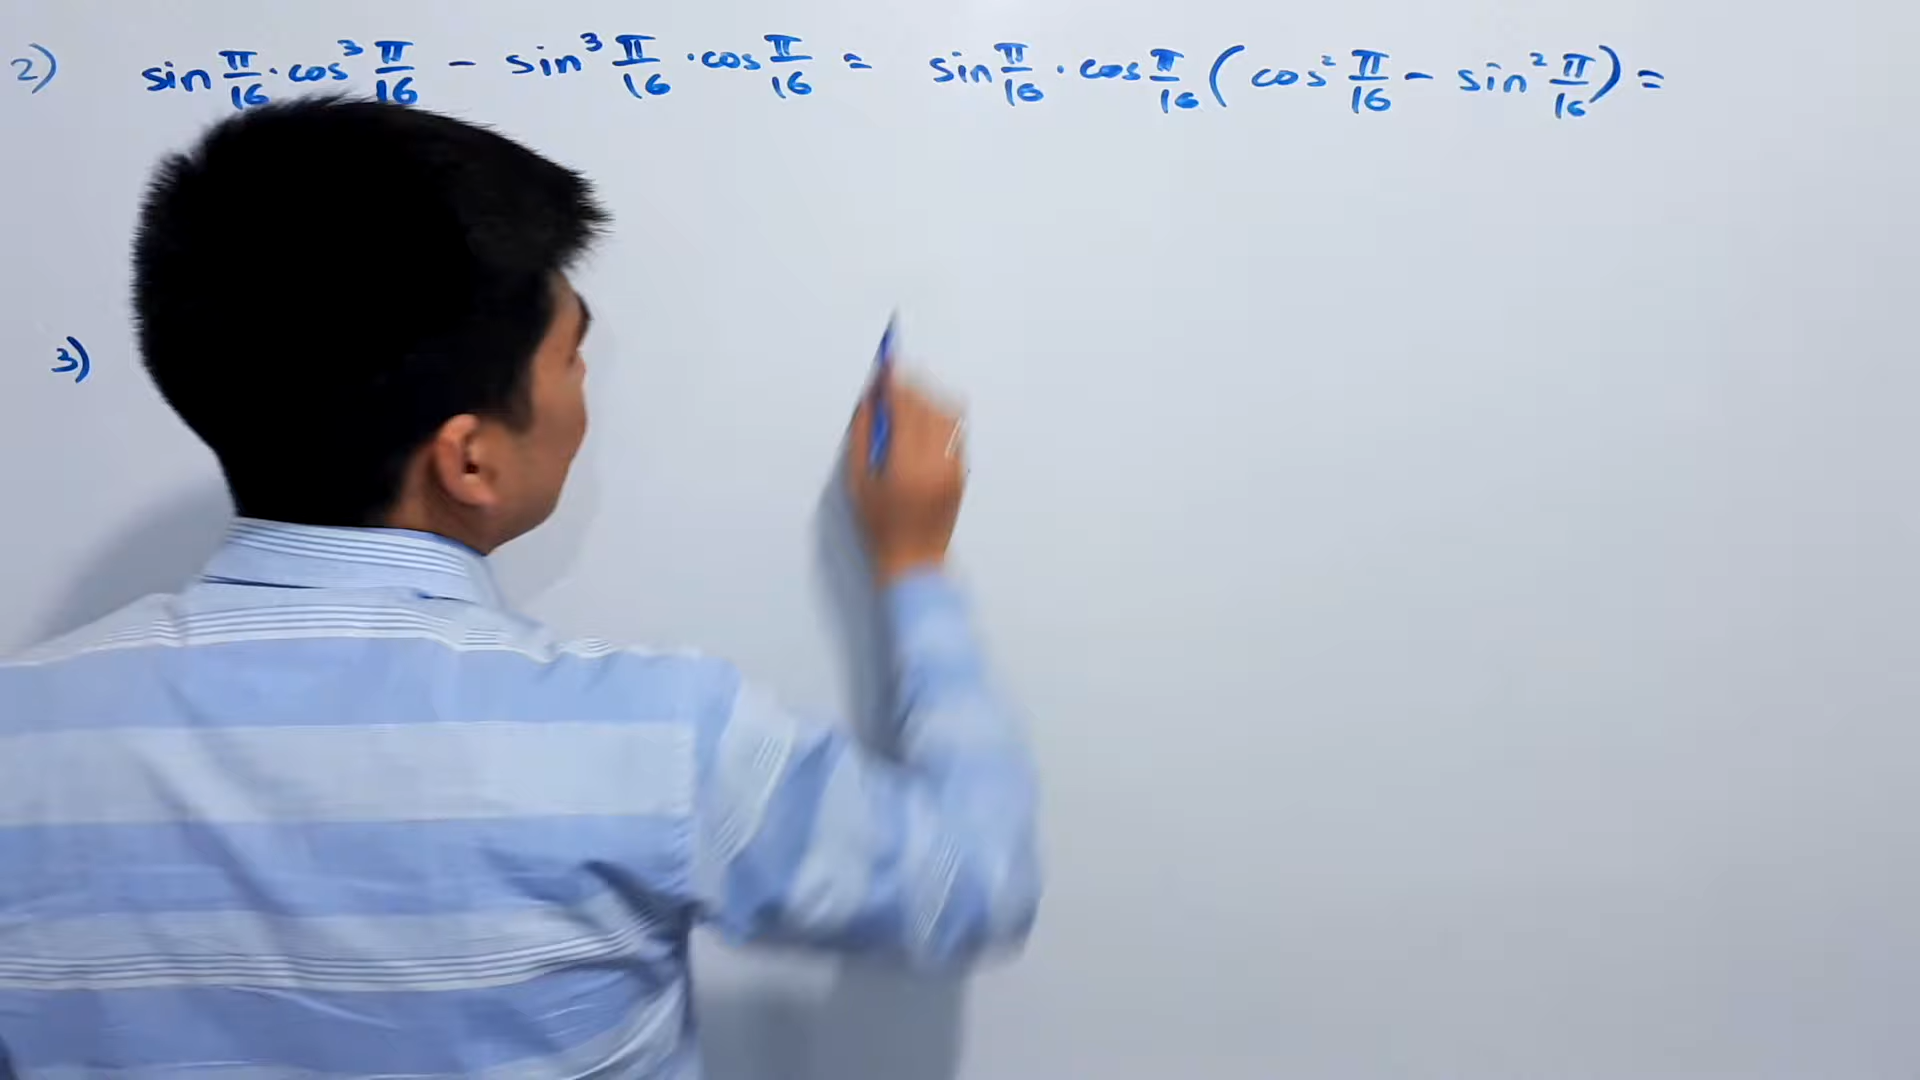 2) sin π/16 · cos³ π/16 - sin³ π/16 · cos π/16 = sin π/16 · cos π/16 (cos² π/16 - sin² π/16) =
3)